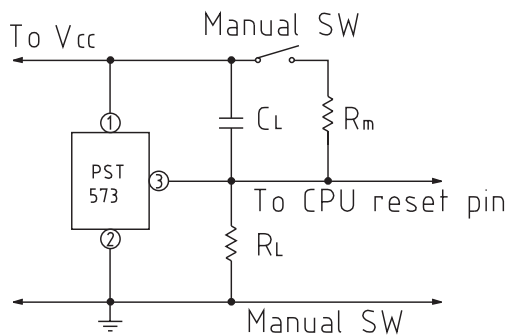 Manual SW
To Vcc
1
CL
Rm
PST
573
3
To CPU reset pin
2
RL
Manual SW